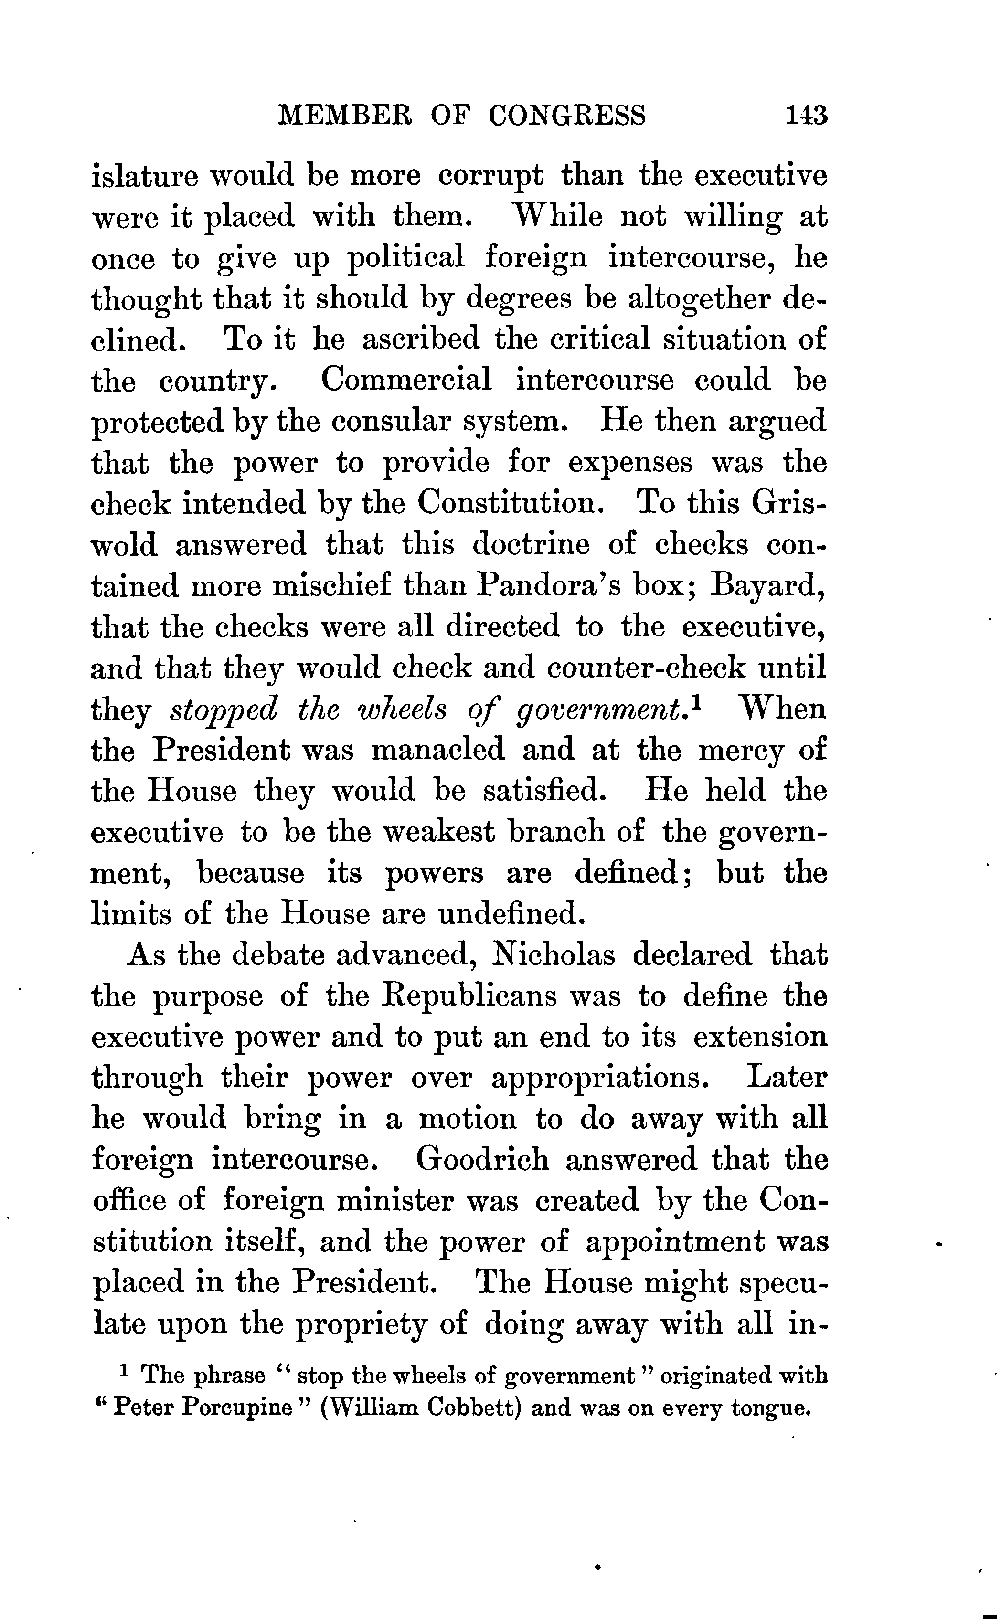 MEMBER OF CONGRESS 143
islature would be more corrupt than the executive
were it placed with them. While not willing at
once to give up political foreign intercourse, he
thought that it should by degrees be altogether de-
clined. To it he ascribed the critical situation of
the country. Commercial intercourse could be
protected by the consular system. He then argued
that the power to provide for expenses was the
check intended by the Constitution. To this Gris-
wold answered that this doctrine of checks con-
tained more mischief than Pandora's box; Bayard,
that the checks were all directed to the executive,
and that they would check and counter-check until
they stopped the wheels of government.¹ When
the President was manacled and at the mercy of
the House they would be satisfied. He held the
executive to be the weakest branch of the govern-
ment, because its powers are defined; but the
limits of the House are undefined.
As the debate advanced, Nicholas declared that
the purpose of the Republicans was to define the
executive power and to put an end to its extension
through their power over appropriations. Later
he would bring in a motion to do away with all
foreign intercourse. Goodrich answered that the
office of foreign minister was created by the Con-
stitution itself, and the power of appointment was
placed in the President. The House might specu-
late upon the propriety of doing away with all in-
¹ The phrase "stop the wheels of government" originated with
"Peter Porcupine" (William Cobbett) and was on every tongue.